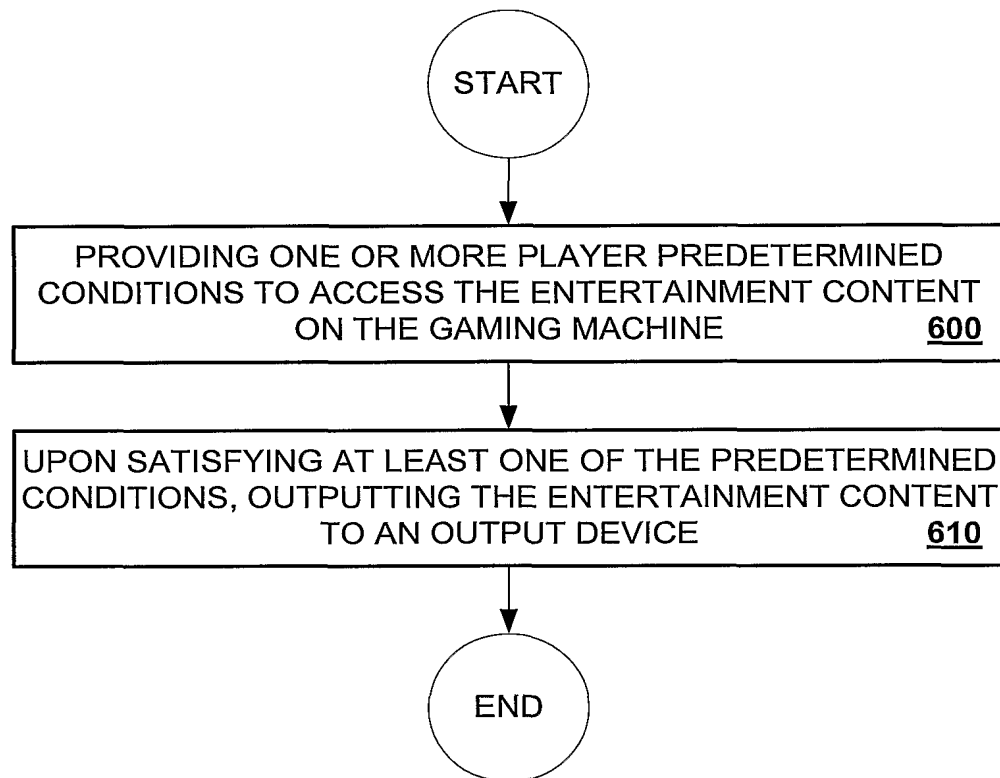 START
PROVIDING ONE OR MORE PLAYER PREDETERMINED
CONDITIONS TO ACCESS THE ENTERTAINMENT CONTENT
ON THE GAMING MACHINE 600
UPON SATISFYING AT LEAST ONE OF THE PREDETERMINED
CONDITIONS, OUTPUTTING THE ENTERTAINMENT CONTENT
TO AN OUTPUT DEVICE 610
END